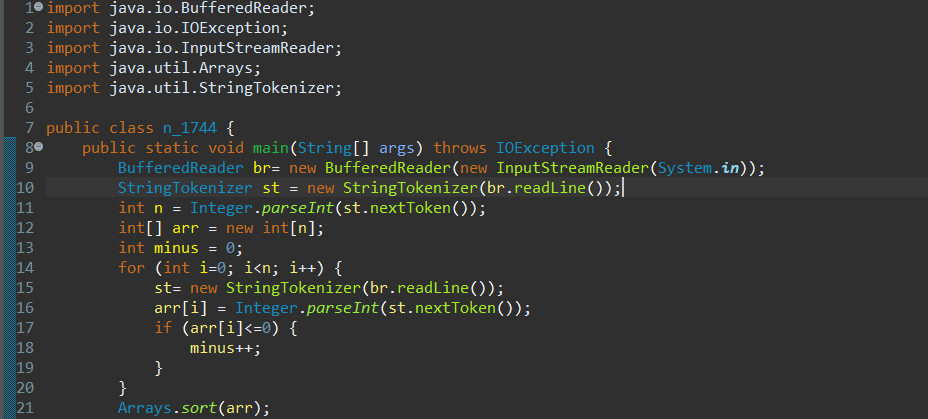 1 import java.io.BufferedReader;
2 import java.io.IOException;
3 import java.io.InputStreamReader;
4 import java.util.Arrays;
5 import java.util.StringTokenizer;
6
7 public class n_1744 {
8     public static void main(String[] args) throws IOException {
9         BufferedReader br= new BufferedReader(new InputStreamReader(System.in));
10         StringTokenizer st = new StringTokenizer(br.readLine());
11         int n = Integer.parseInt(st.nextToken());
12         int[] arr = new int[n];
13         int minus = 0;
14         for (int i=0; i<n; i++) {
15             st= new StringTokenizer(br.readLine());
16             arr[i] = Integer.parseInt(st.nextToken());
17             if (arr[i]<=0) {
18                 minus++;
19             }
20         }
21         Arrays.sort(arr);